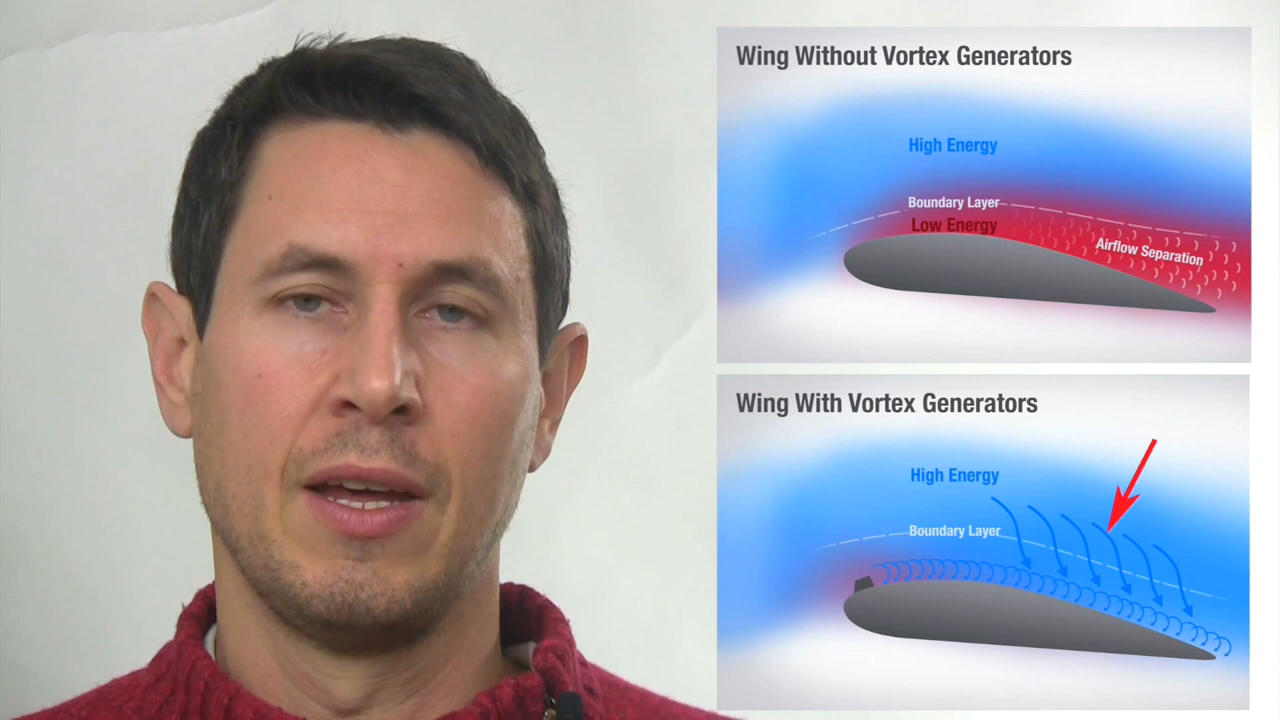 Wing Without Vortex Generators
High Energy
Boundary Layer
Low Energy
Airflow Separation
Wing With Vortex Generators
High Energy
Boundary Layer